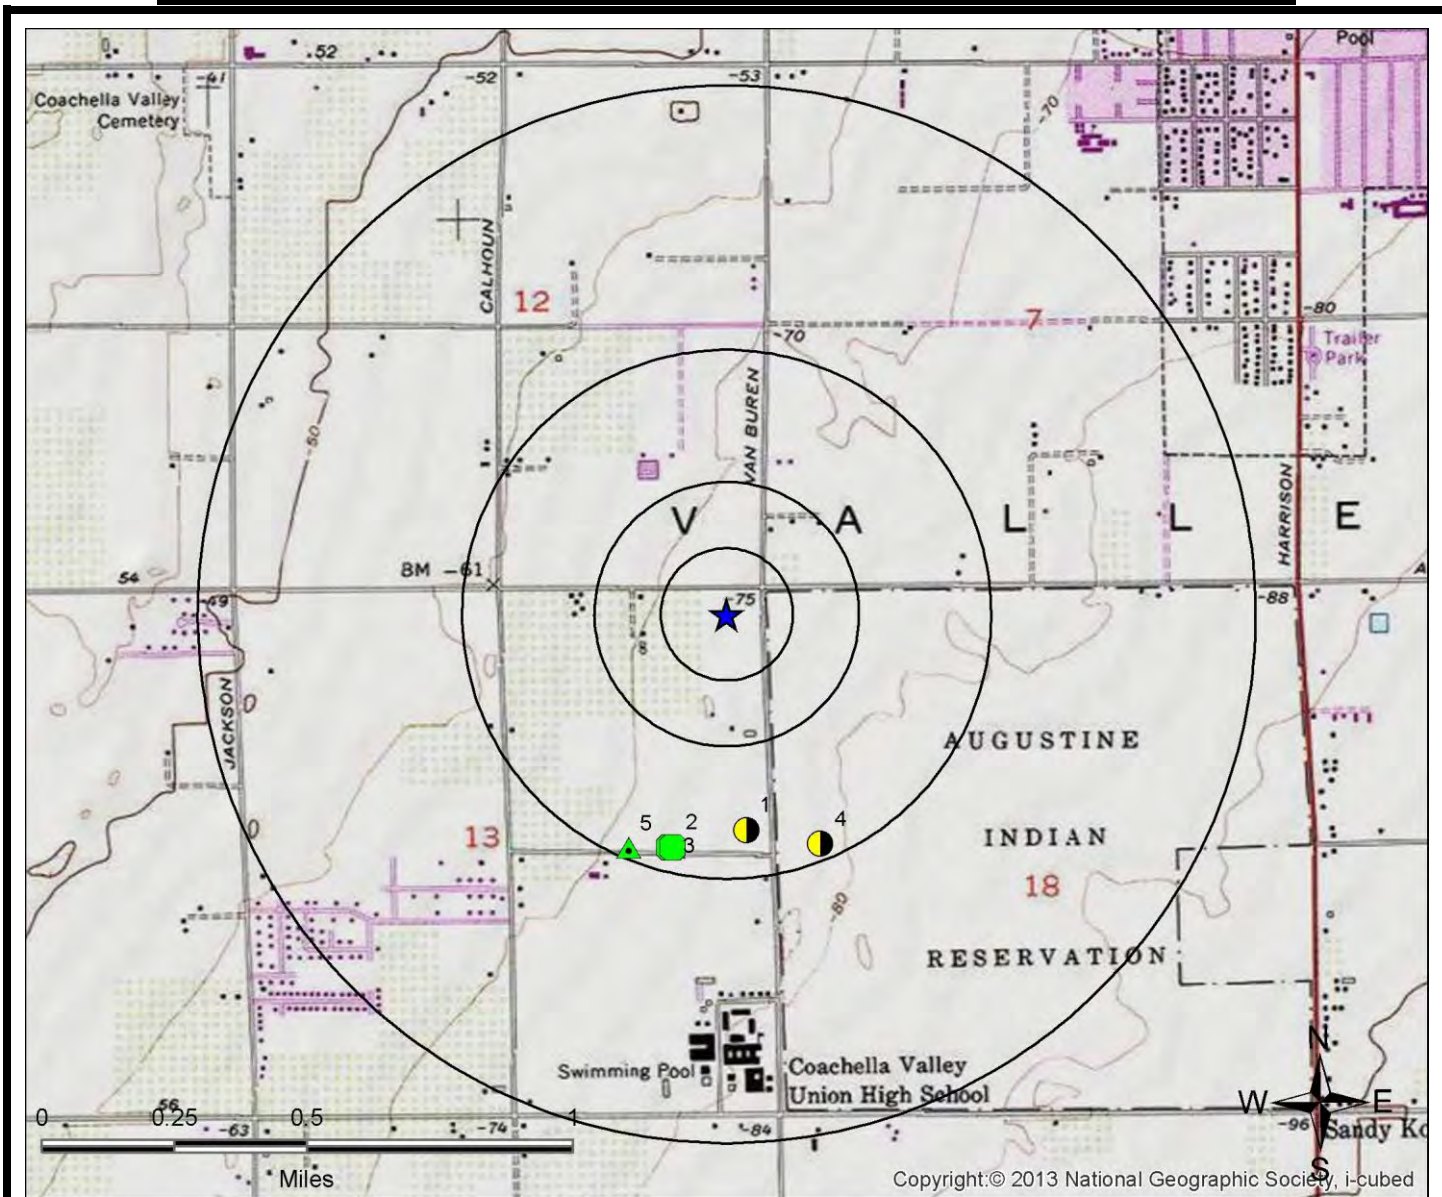 Pool
-41
52
-52
-53
Coachella Valley
Cemetery
-70
CALHOUN
12
7
-80
-70
Trailer
Park
VAN BUREN
-50
HARRISON
V A L L E
BM -61
54
-49
-75
-88
A
JACKSON
AUGUSTINE
INDIAN
RESERVATION
13
18
5
2
3
1
4
-80
Swimming Pool
Coachella Valley
Union High School
56
-63
-74
-84
-96
Sandy Ko
N
W
E
S
0 0.25 0.5 1
Miles
Copyright:© 2013 National Geographic Society, i-cubed